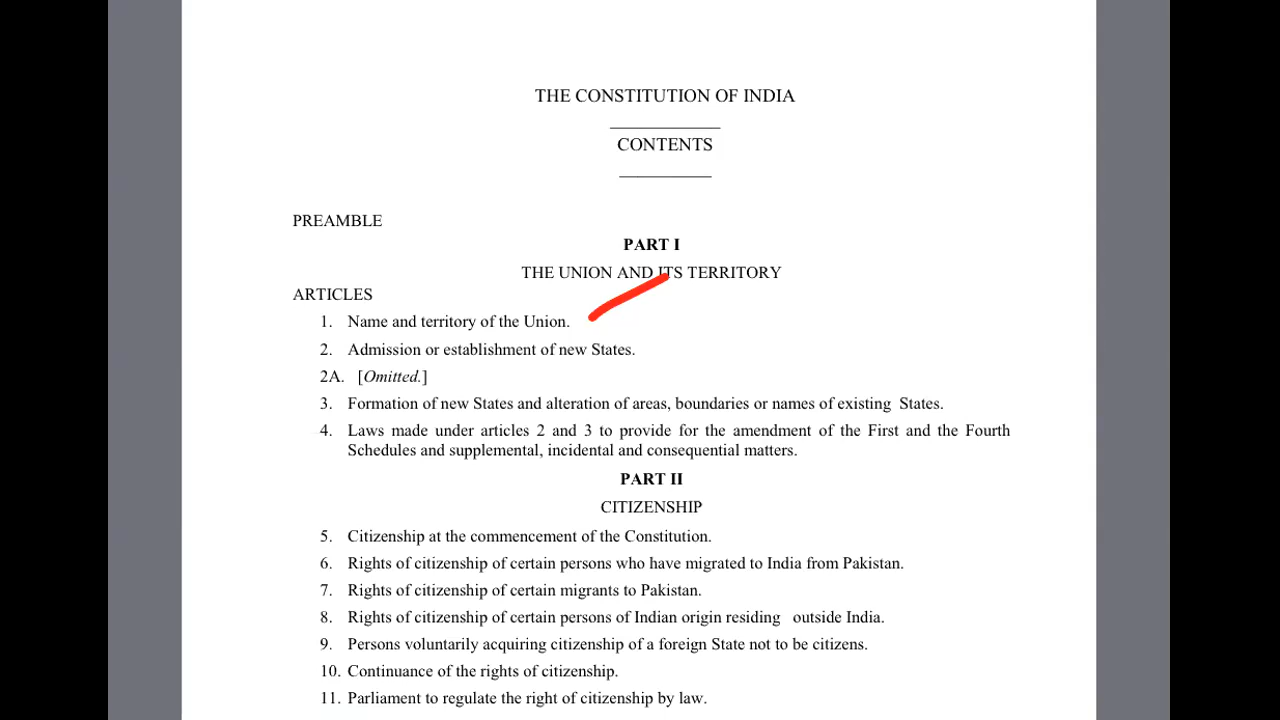 THE CONSTITUTION OF INDIA
CONTENTS
PREAMBLE
PART I
THE UNION AND ITS TERRITORY
ARTICLES
1. Name and territory of the Union.
2. Admission or establishment of new States.
2A. [Omitted.]
3. Formation of new States and alteration of areas, boundaries or names of existing States.
4. Laws made under articles 2 and 3 to provide for the amendment of the First and the Fourth
Schedules and supplemental, incidental and consequential matters.
PART II
CITIZENSHIP
5. Citizenship at the commencement of the Constitution.
6. Rights of citizenship of certain persons who have migrated to India from Pakistan.
7. Rights of citizenship of certain migrants to Pakistan.
8. Rights of citizenship of certain persons of Indian origin residing outside India.
9. Persons voluntarily acquiring citizenship of a foreign State not to be citizens.
10. Continuance of the rights of citizenship.
11. Parliament to regulate the right of citizenship by law.